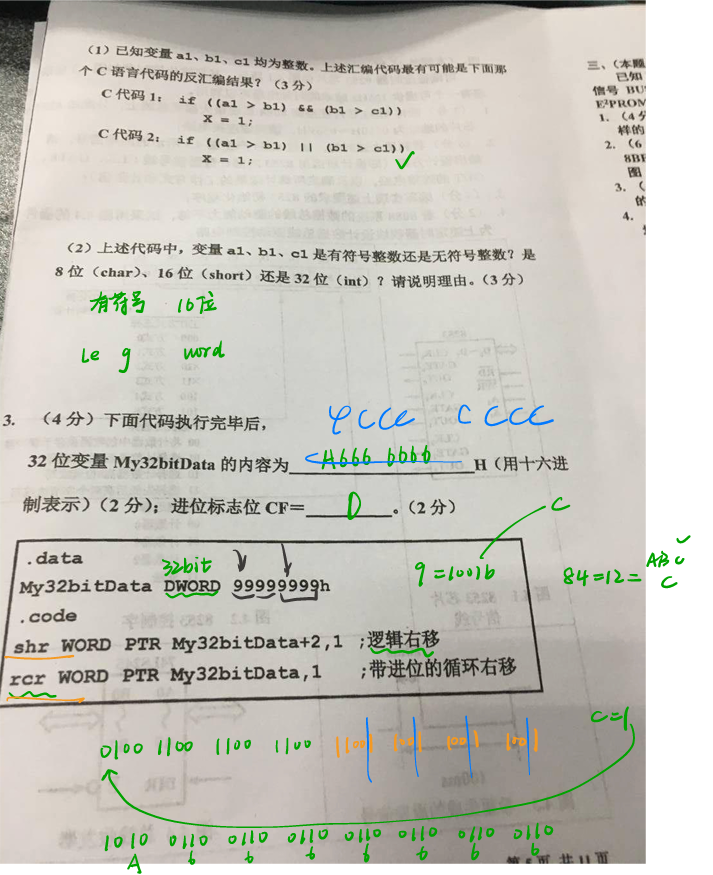 (1) 已知变量 a1、b1、c1 均为整数。上述汇编代码最有可能是下面那
个 C 语言代码的反汇编结果？(3 分)
C 代码 1： if ((a1 > b1) && (b1 > c1))
X = 1;
C 代码 2： if ((a1 > b1) || (b1 > c1))
X = 1;
(2) 上述代码中，变量 a1、b1、c1 是有符号整数还是无符号整数？是
8 位 (char)、16 位 (short) 还是 32 位 (int)？请说明理由。(3 分)
有符号 16位
Le g word
3. (4 分) 下面代码执行完毕后，
CCCC
32 位变量 My32bitData 的内容为 A666 6666 H (用十六进
制表示) (2 分)；进位标志位 CF= 。(2 分)
C
.data
32bit
My32bitData DWORD 99999999h
9=1001b
84=12=
ABC
C
.code
shr WORD PTR My32bitData+2,1 ;逻辑右移
rcr WORD PTR My32bitData,1 ;带进位的循环右移
C=1
0100 1100 1100 1100 1100 1 1001 1001 1001
1010 0110 0110 0110 0110 0110 0110 0110
A 6 6 6 6 6 6 6
三、(本题
已知
信号 BU
E²PROM
1. (4 分
样的
2. (6
8BE
图
3. (
的
4.
第 5 页 共 11 页